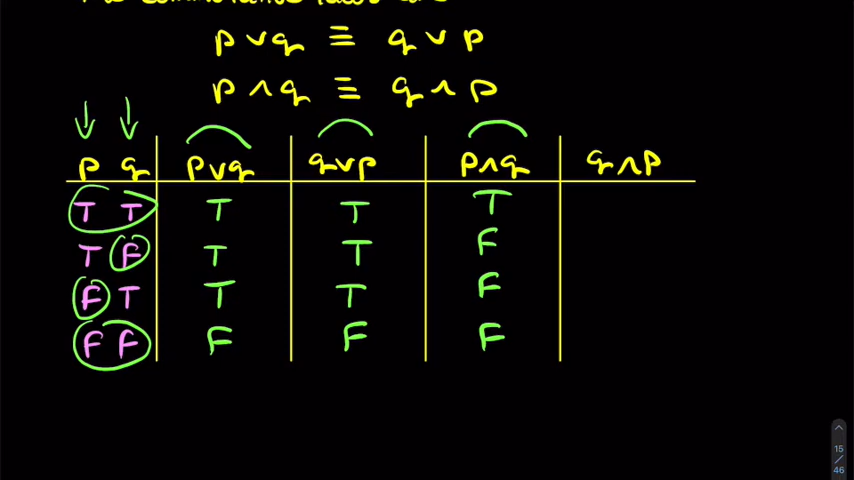 p ∨ q ≡ q ∨ p
p ∧ q ≡ q ∧ p
p q p∨q q∨p p∧q q∧p
T T T T T
T F T T F
F T T T F
F F F F F
15
/
46